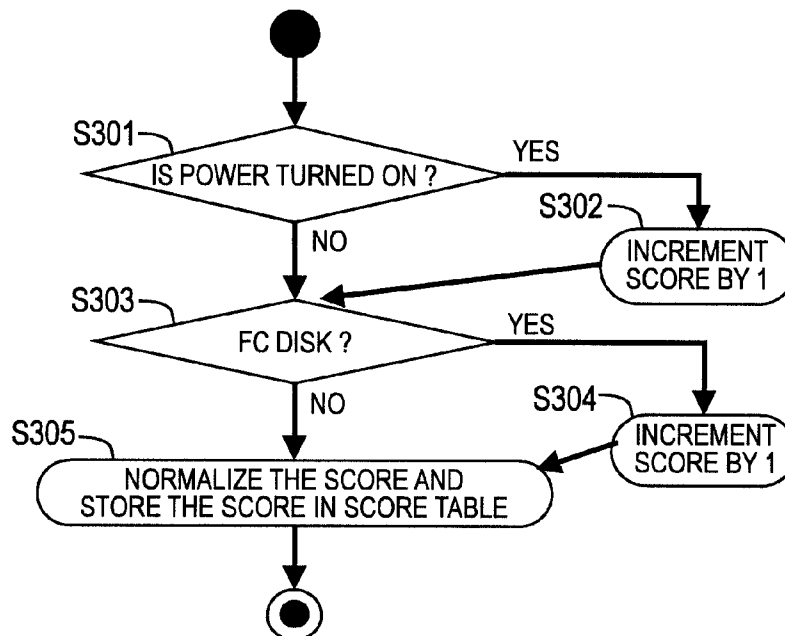 S301
IS POWER TURNED ON ?
YES
S302
INCREMENT
SCORE BY 1
NO
S303
FC DISK ?
YES
S304
INCREMENT
SCORE BY 1
NO
S305
NORMALIZE THE SCORE AND
STORE THE SCORE IN SCORE TABLE